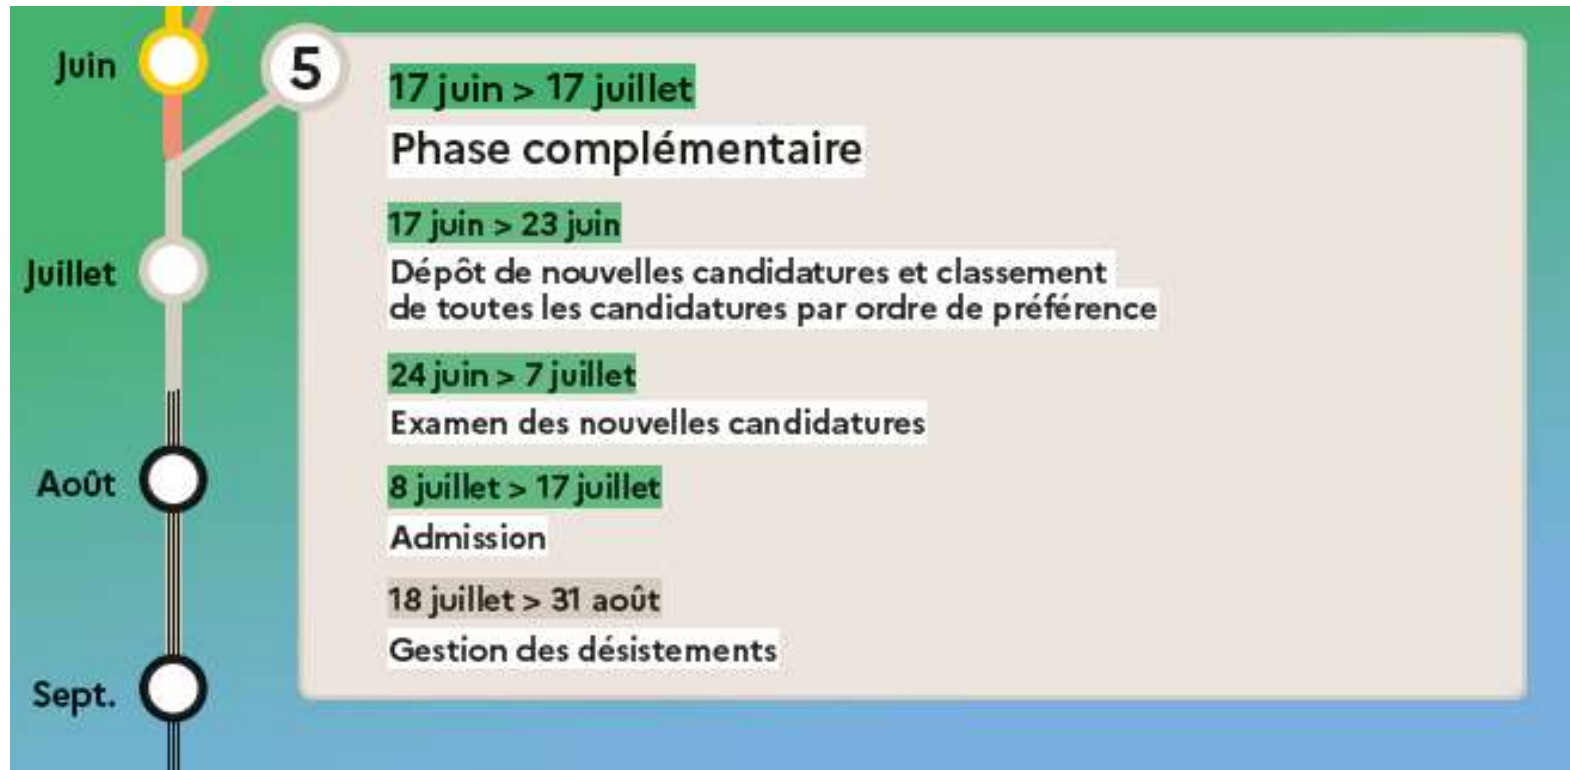 Juin
Juillet
Août
Sept.
5
17 juin > 17 juillet
Phase complémentaire
17 juin > 23 juin
Dépôt de nouvelles candidatures et classement
de toutes les candidatures par ordre de préférence
24 juin > 7 juillet
Examen des nouvelles candidatures
8 juillet > 17 juillet
Admission
18 juillet > 31 août
Gestion des désistements